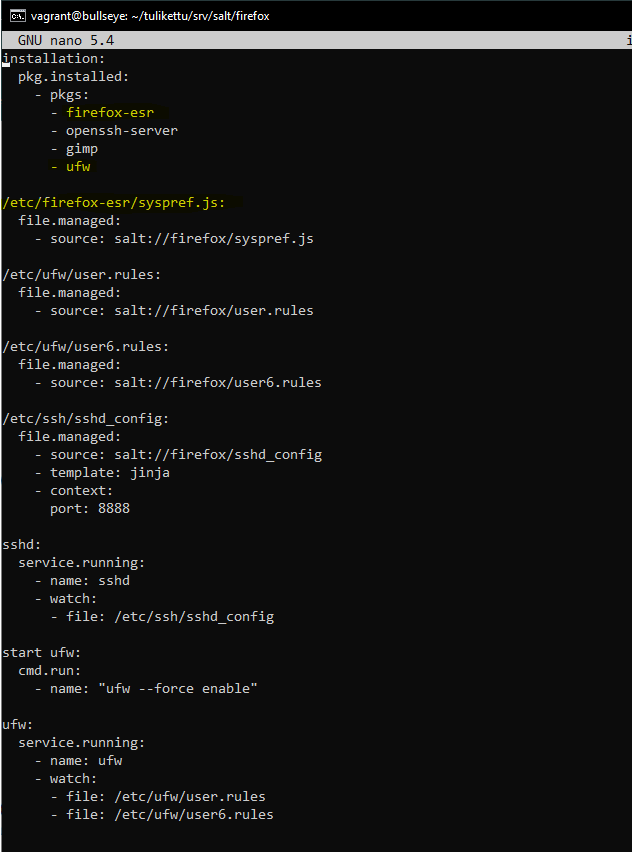 vagrant@bullseye: ~/tulikettu/srv/salt/firefox
GNU nano 5.4
installation:
  pkg.installed:
    - pkgs:
      - firefox-esr
      - openssh-server
      - gimp
      - ufw
/etc/firefox-esr/syspref.js:
  file.managed:
    - source: salt://firefox/syspref.js
/etc/ufw/user.rules:
  file.managed:
    - source: salt://firefox/user.rules
/etc/ufw/user6.rules:
  file.managed:
    - source: salt://firefox/user6.rules
/etc/ssh/sshd_config:
  file.managed:
    - source: salt://firefox/sshd_config
    - template: jinja
    - context:
      port: 8888
sshd:
  service.running:
    - name: sshd
    - watch:
      - file: /etc/ssh/sshd_config
start ufw:
  cmd.run:
    - name: "ufw --force enable"
ufw:
  service.running:
    - name: ufw
    - watch:
      - file: /etc/ufw/user.rules
      - file: /etc/ufw/user6.rules